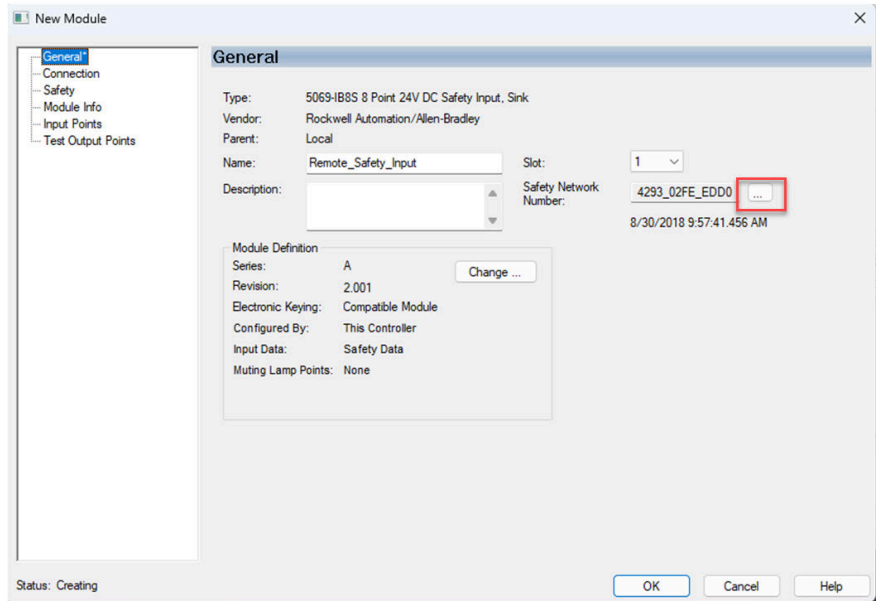 New Module
General*
Connection
Safety
Module Info
Input Points
Test Output Points
General
Type: 5069-IB8S 8 Point 24V DC Safety Input, Sink
Vendor: Rockwell Automation/Allen-Bradley
Parent: Local
Name: Remote_Safety_Input Slot: 1
Description: Safety Network Number: 4293_02FE_EDD0 ...
8/30/2018 9:57:41.456 AM
Module Definition
Series: A Change ...
Revision: 2.001
Electronic Keying: Compatible Module
Configured By: This Controller
Input Data: Safety Data
Muting Lamp Points: None
Status: Creating OK Cancel Help